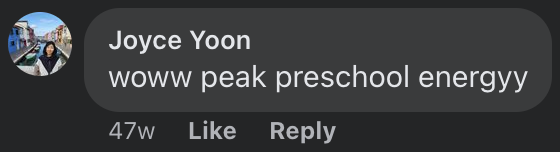 Joyce Yoon
woww peak preschool energyy
47w Like Reply